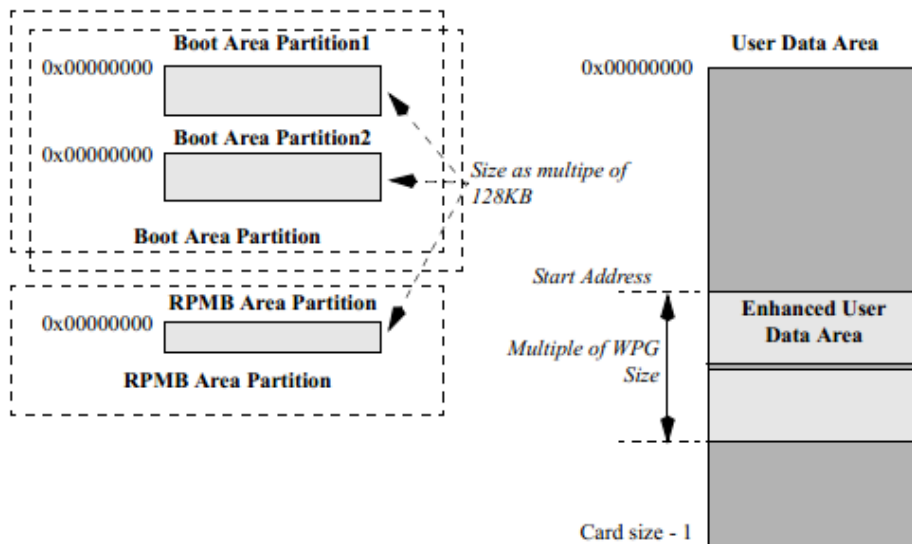 Boot Area Partition1
0x00000000
Boot Area Partition2
0x00000000
Size as multipe of
128KB
Boot Area Partition
RPMB Area Partition
0x00000000
RPMB Area Partition
User Data Area
0x00000000
Start Address
Enhanced User
Data Area
Multiple of WPG
Size
Card size - 1